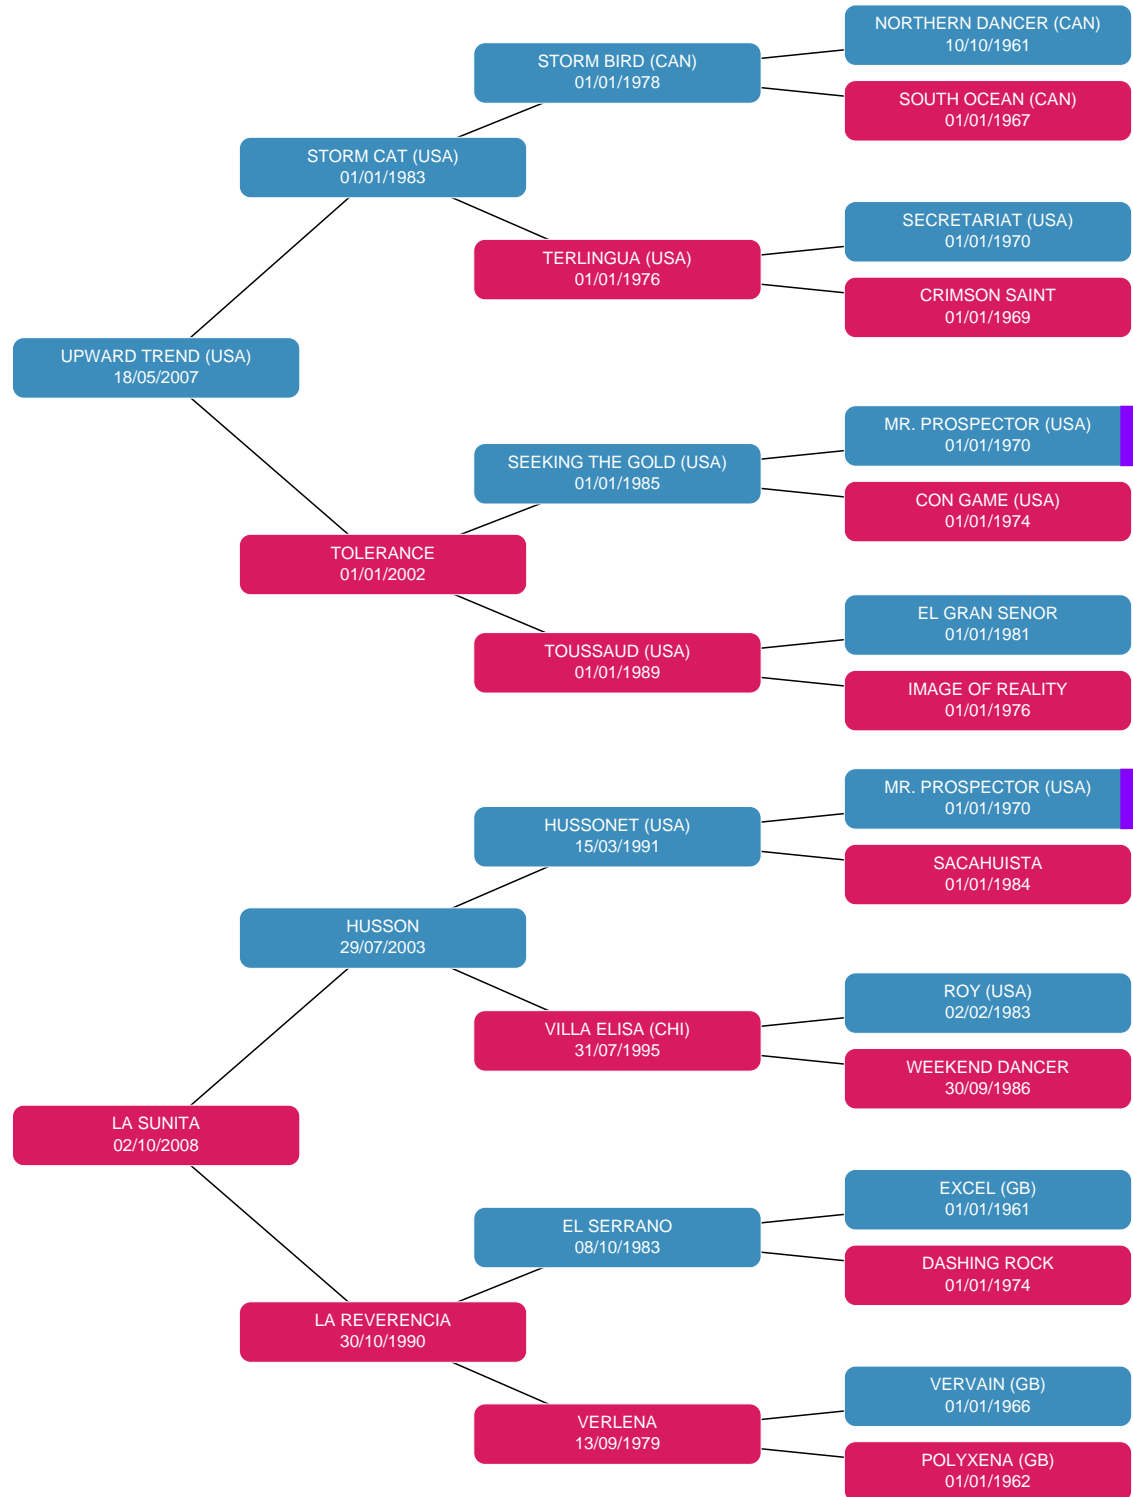 NORTHERN DANCER (CAN)
10/10/1961
STORM BIRD (CAN)
01/01/1978
SOUTH OCEAN (CAN)
01/01/1967
STORM CAT (USA)
01/01/1983
SECRETARIAT (USA)
01/01/1970
TERLINGUA (USA)
01/01/1976
CRIMSON SAINT
01/01/1969
UPWARD TREND (USA)
18/05/2007
MR. PROSPECTOR (USA)
01/01/1970
SEEKING THE GOLD (USA)
01/01/1985
CON GAME (USA)
01/01/1974
TOLERANCE
01/01/2002
EL GRAN SENOR
01/01/1981
TOUSSAUD (USA)
01/01/1989
IMAGE OF REALITY
01/01/1976
MR. PROSPECTOR (USA)
01/01/1970
HUSSONET (USA)
15/03/1991
SACAHUISTA
01/01/1984
HUSSON
29/07/2003
ROY (USA)
02/02/1983
VILLA ELISA (CHI)
31/07/1995
WEEKEND DANCER
30/09/1986
LA SUNITA
02/10/2008
EXCEL (GB)
01/01/1961
EL SERRANO
08/10/1983
DASHING ROCK
01/01/1974
LA REVERENCIA
30/10/1990
VERVAIN (GB)
01/01/1966
VERLENA
13/09/1979
POLYXENA (GB)
01/01/1962